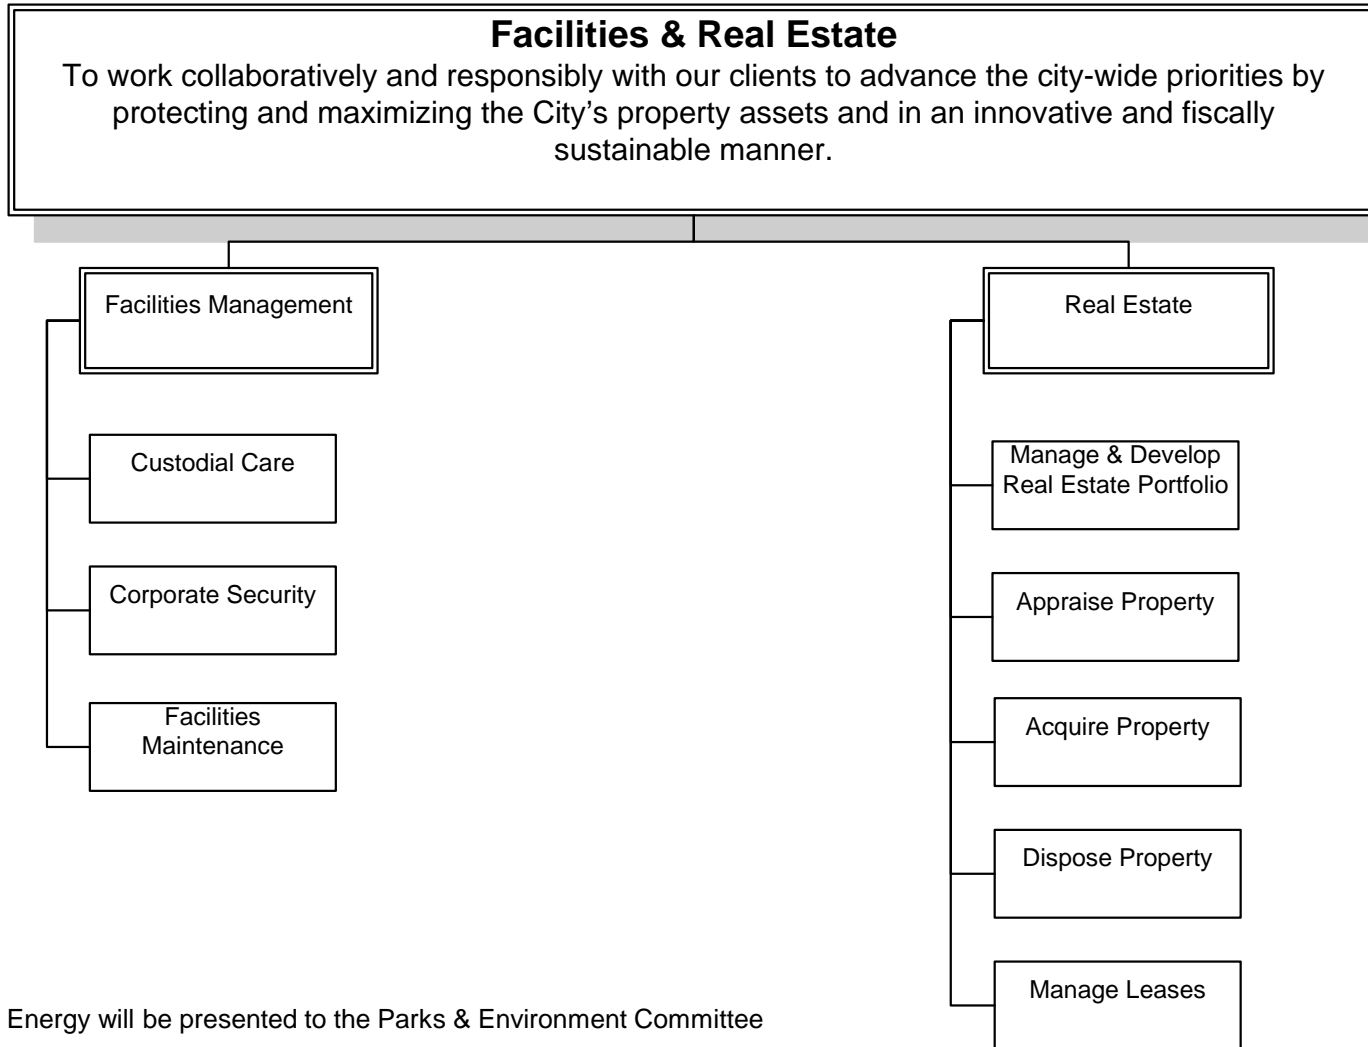 Facilities & Real Estate
To work collaboratively and responsibly with our clients to advance the city-wide priorities by
protecting and maximizing the City’s property assets and in an innovative and fiscally
sustainable manner.
Facilities Management
Custodial Care
Corporate Security
Facilities
Maintenance
Real Estate
Manage & Develop
Real Estate Portfolio
Appraise Property
Acquire Property
Dispose Property
Manage Leases
Energy will be presented to the Parks & Environment Committee